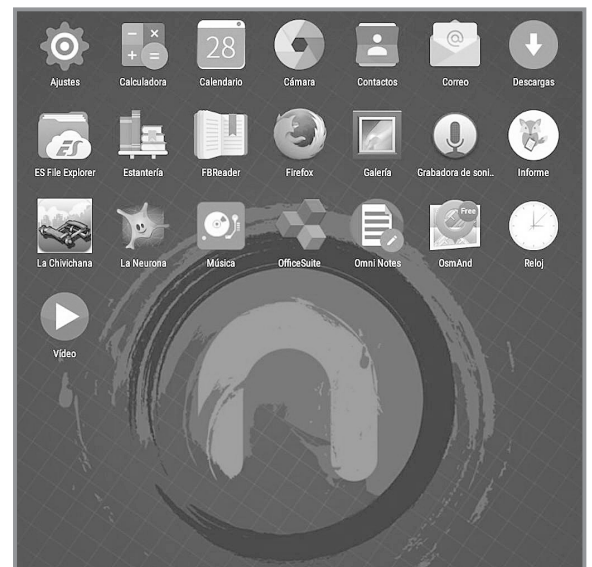 28
Ajustes
Calculadora
Calendario
Cámara
Contactos
Correo
Descargas
ES
ES File Explorer
Estantería
FBReader
Firefox
Galería
Grabadora de soni..
Informe
Free
La Chivichana
La Neurona
Música
OfficeSuite
Omni Notes
OsmAnd
Reloj
Vídeo